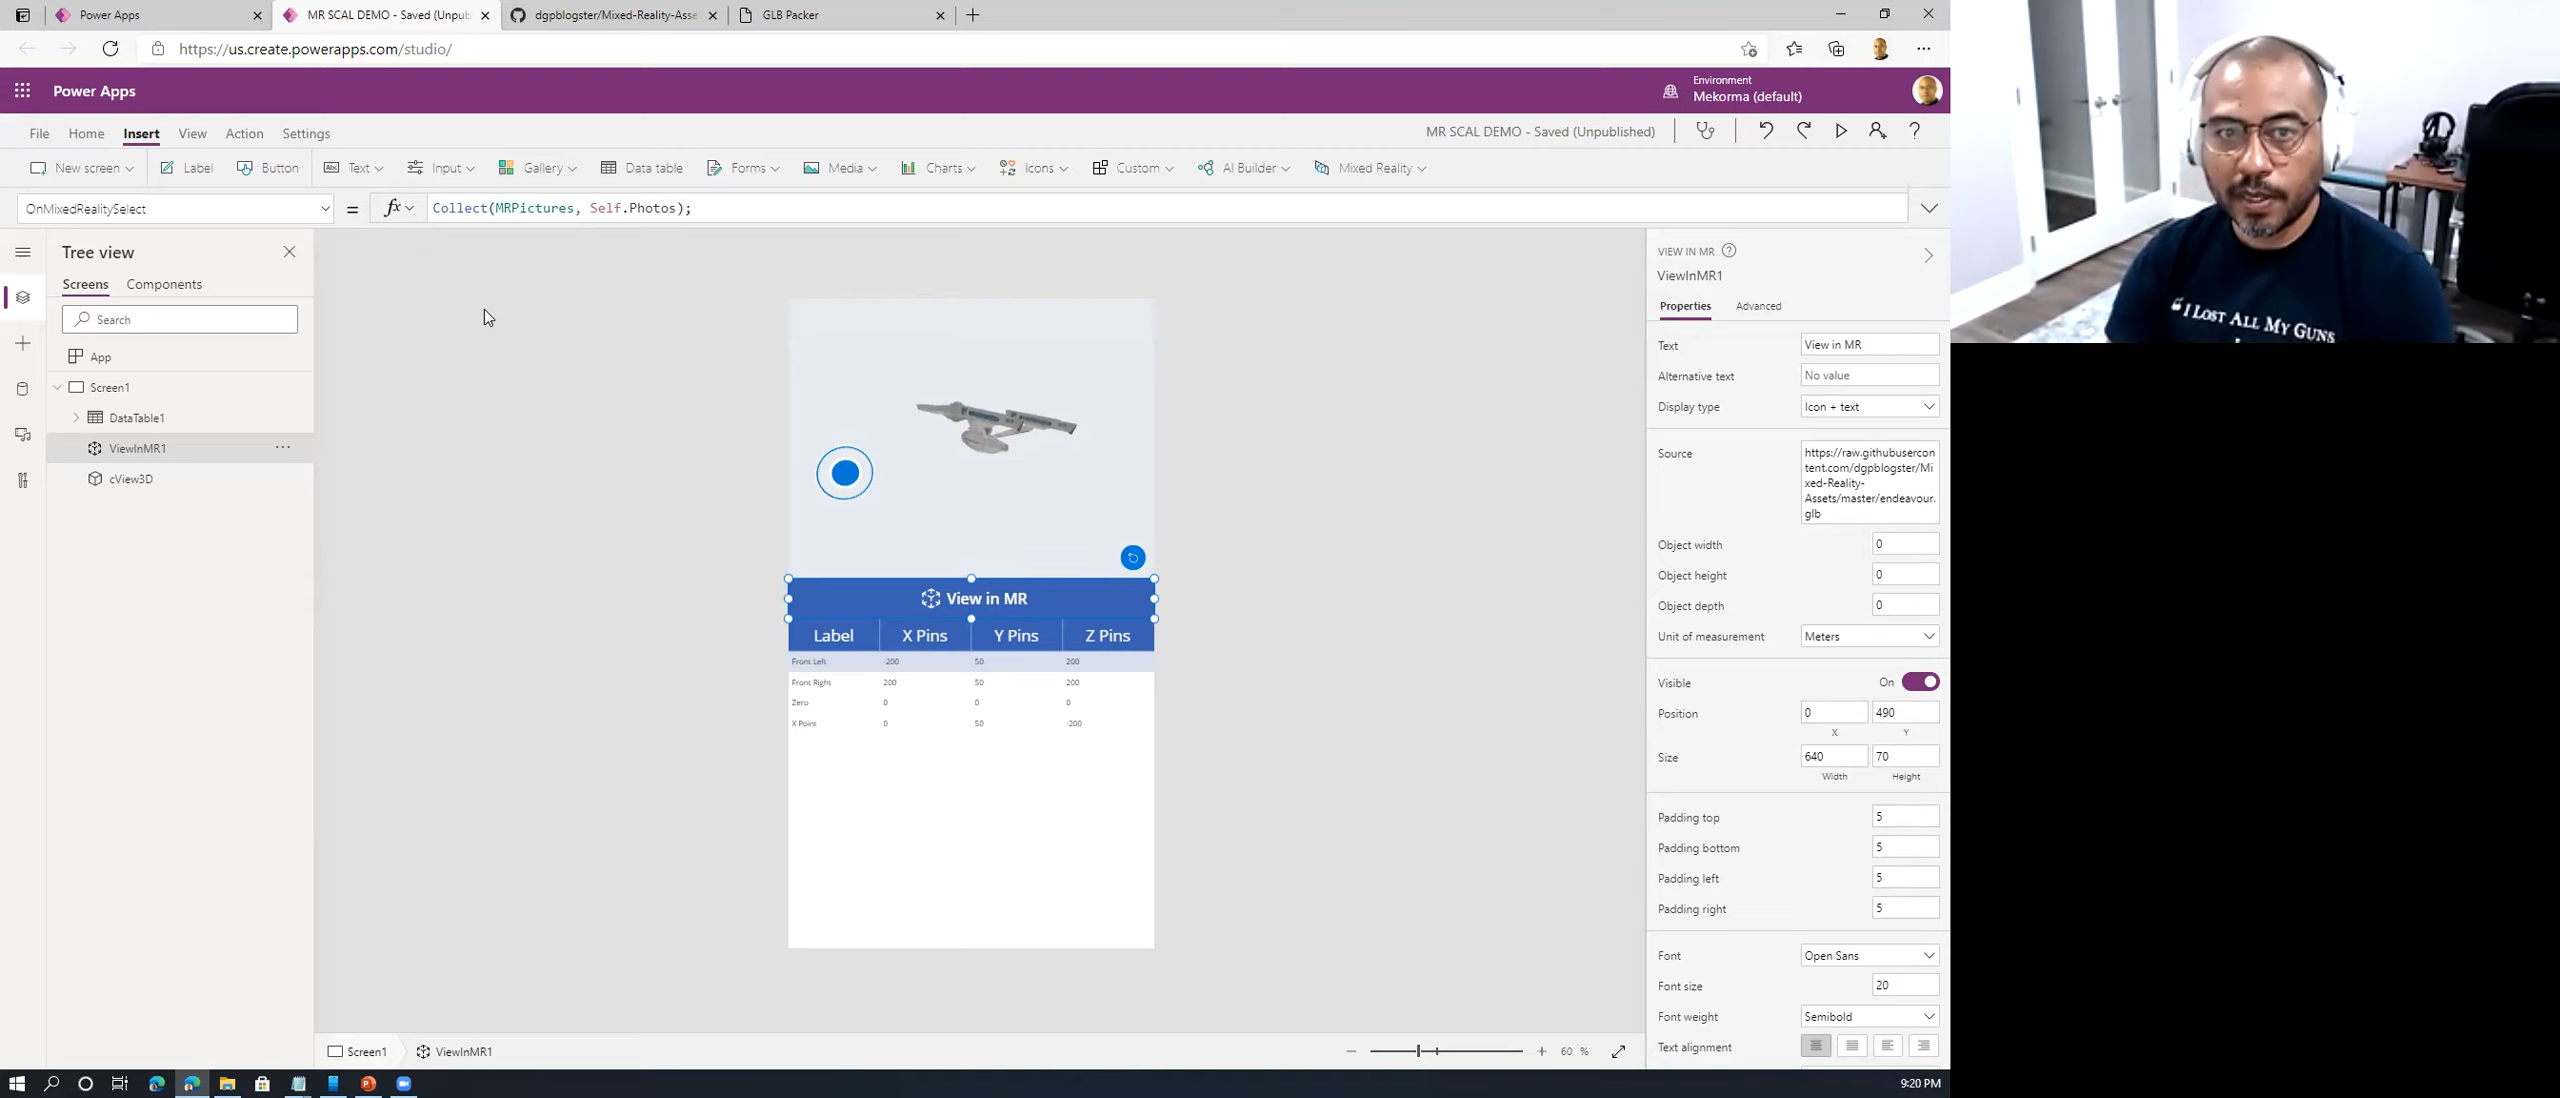 Power Apps
MR SCAL DEMO - Saved (Unpub
dgpblogster/Mixed-Reality-Asse
GLB Packer
https://us.create.powerapps.com/studio/
Power Apps
Environment
Mekorma (default)
File Home Insert View Action Settings
MR SCAL DEMO - Saved (Unpublished)
New screen Label Button Text Input Gallery Data table Forms Media Charts Icons Custom AI Builder Mixed Reality
OnMixedRealitySelect = fx Collect(MRPictures, Self.Photos);
Tree view
Screens Components
Search
App
Screen1
DataTable1
ViewInMR1 ...
cView3D
View in MR
Label X Pins Y Pins Z Pins
Front Left -200 50 200
Front Right 200 50 200
Zero 0 0 0
X Point 0 50 -200
Screen1 ViewInMR1
60 %
VIEW IN MR
ViewInMR1
Properties Advanced
Text View in MR
Alternative text No value
Display type Icon + text
Source https://raw.githubusercon
tent.com/dgpblogster/Mi
xed-Reality-
Assets/master/endeavour.
glb
Object width 0
Object height 0
Object depth 0
Unit of measurement Meters
Visible On
Position 0 490
X Y
Size 640 70
Width Height
Padding top 5
Padding bottom 5
Padding left 5
Padding right 5
Font Open Sans
Font size 20
Font weight Semibold
Text alignment
9:20 PM
“I LOST ALL MY GUNS